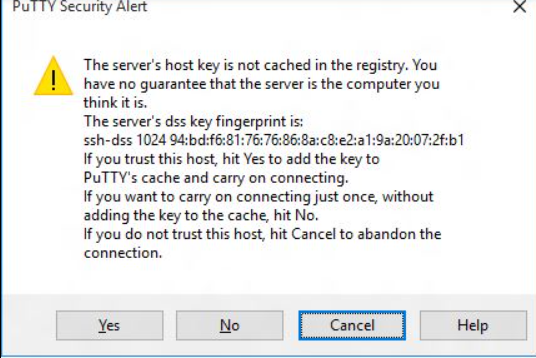 PuTTY Security Alert
The server's host key is not cached in the registry. You
have no guarantee that the server is the computer you
think it is.
The server's dss key fingerprint is:
ssh-dss 1024 94:bd:f6:81:76:76:86:8a:c8:e2:a1:9a:20:07:2f:b1
If you trust this host, hit Yes to add the key to
PuTTY's cache and carry on connecting.
If you want to carry on connecting just once, without
adding the key to the cache, hit No.
If you do not trust this host, hit Cancel to abandon the
connection.
Yes No Cancel Help